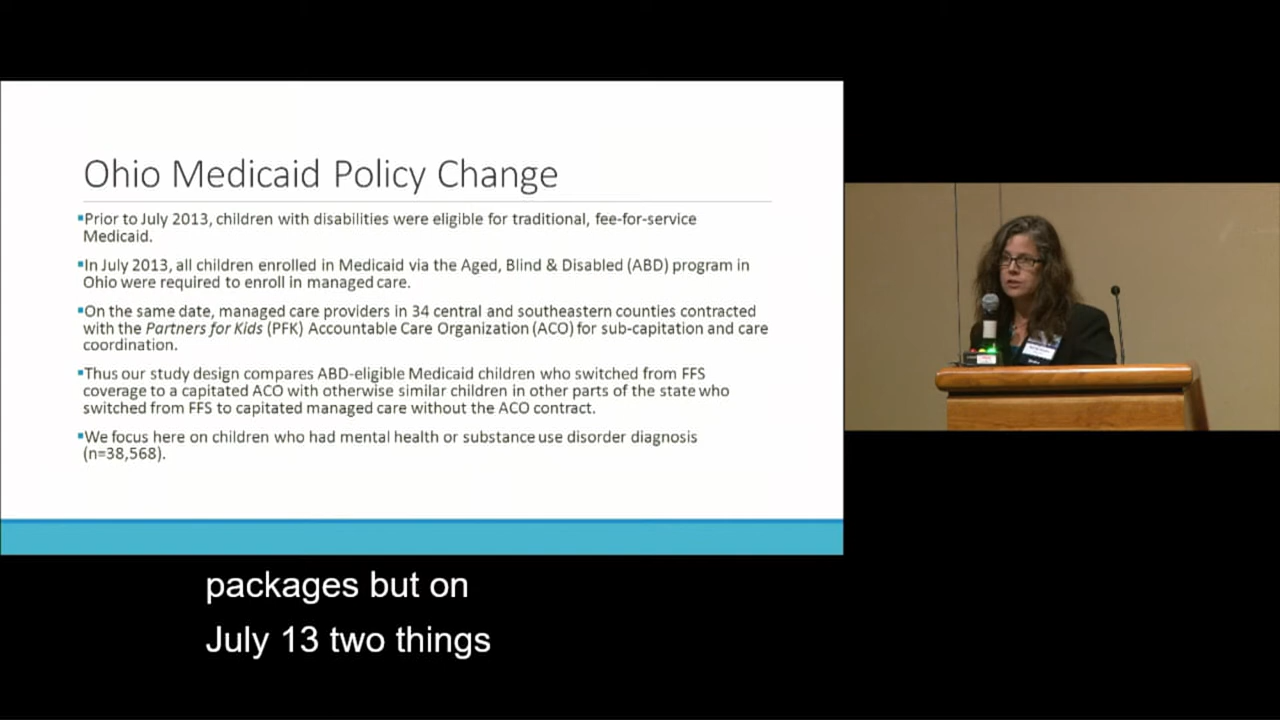 Ohio Medicaid Policy Change
▪Prior to July 2013, children with disabilities were eligible for traditional, fee-for-service
Medicaid.
▪In July 2013, all children enrolled in Medicaid via the Aged, Blind & Disabled (ABD) program in
Ohio were required to enroll in managed care.
▪On the same date, managed care providers in 34 central and southeastern counties contracted
with the Partners for Kids (PFK) Accountable Care Organization (ACO) for sub-capitation and care
coordination.
▪Thus our study design compares ABD-eligible Medicaid children who switched from FFS
coverage to a capitated ACO with otherwise similar children in other parts of the state who
switched from FFS to capitated managed care without the ACO contract.
▪We focus here on children who had mental health or substance use disorder diagnosis
(n=38,568).
packages but on
July 13 two things